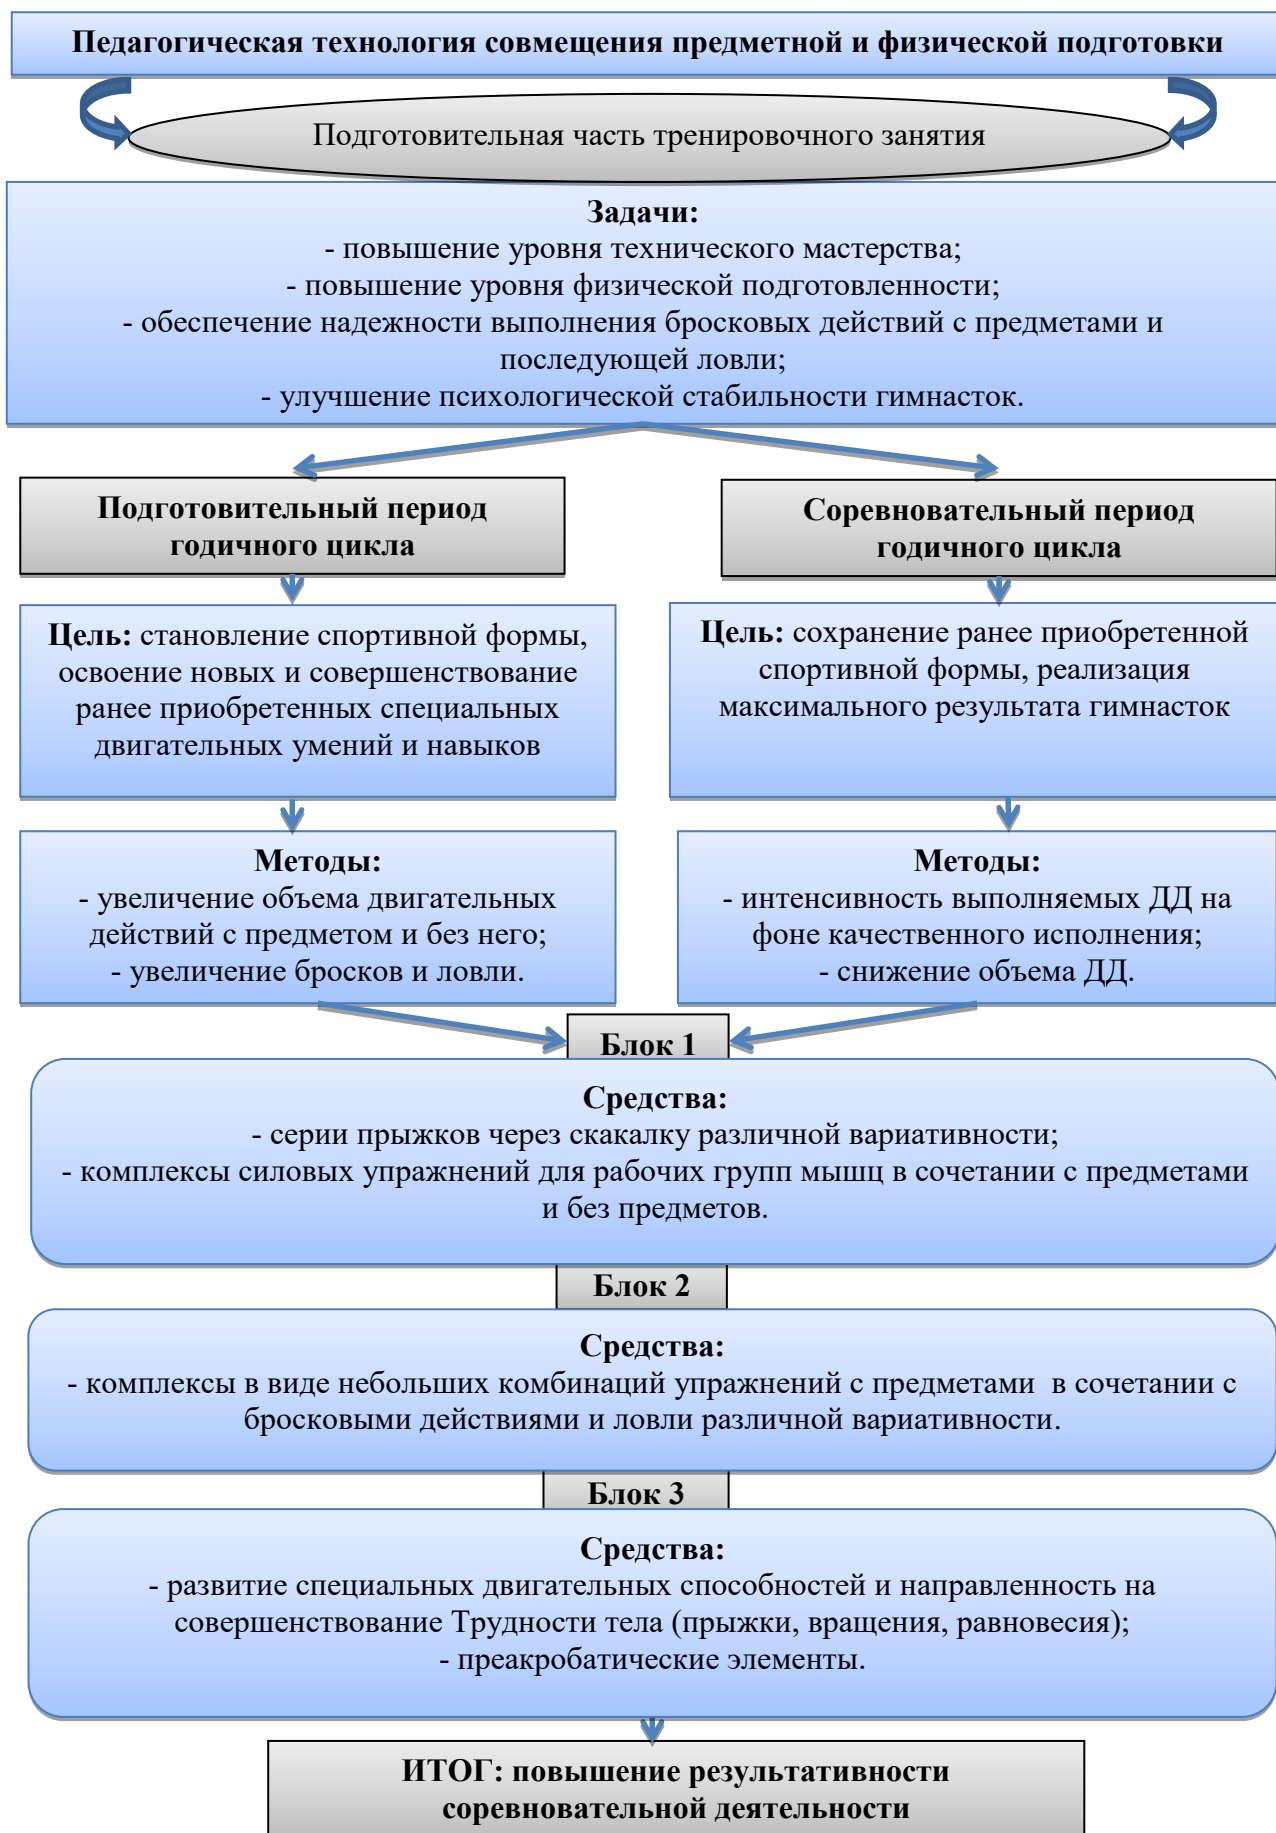 Педагогическая технология совмещения предметной и физической подготовки
Подготовительная часть тренировочного занятия
Задачи:
- повышение уровня технического мастерства;
- повышение уровня физической подготовленности;
- обеспечение надежности выполнения бросковых действий с предметами и
последующей ловли;
- улучшение психологической стабильности гимнасток.
Подготовительный период
годичного цикла
Соревновательный период
годичного цикла
Цель: становление спортивной формы,
освоение новых и совершенствование
ранее приобретенных специальных
двигательных умений и навыков
Цель: сохранение ранее приобретенной
спортивной формы, реализация
максимального результата гимнасток
Методы:
- увеличение объема двигательных
действий с предметом и без него;
- увеличение бросков и ловли.
Методы:
- интенсивность выполняемых ДД на
фоне качественного исполнения;
- снижение объема ДД.
Блок 1
Средства:
- серии прыжков через скакалку различной вариативности;
- комплексы силовых упражнений для рабочих групп мышц в сочетании с предметами
и без предметов.
Блок 2
Средства:
- комплексы в виде небольших комбинаций упражнений с предметами в сочетании с
бросковыми действиями и ловли различной вариативности.
Блок 3
Средства:
- развитие специальных двигательных способностей и направленность на
совершенствование Трудности тела (прыжки, вращения, равновесия);
- преакробатические элементы.
ИТОГ: повышение результативности
соревновательной деятельности